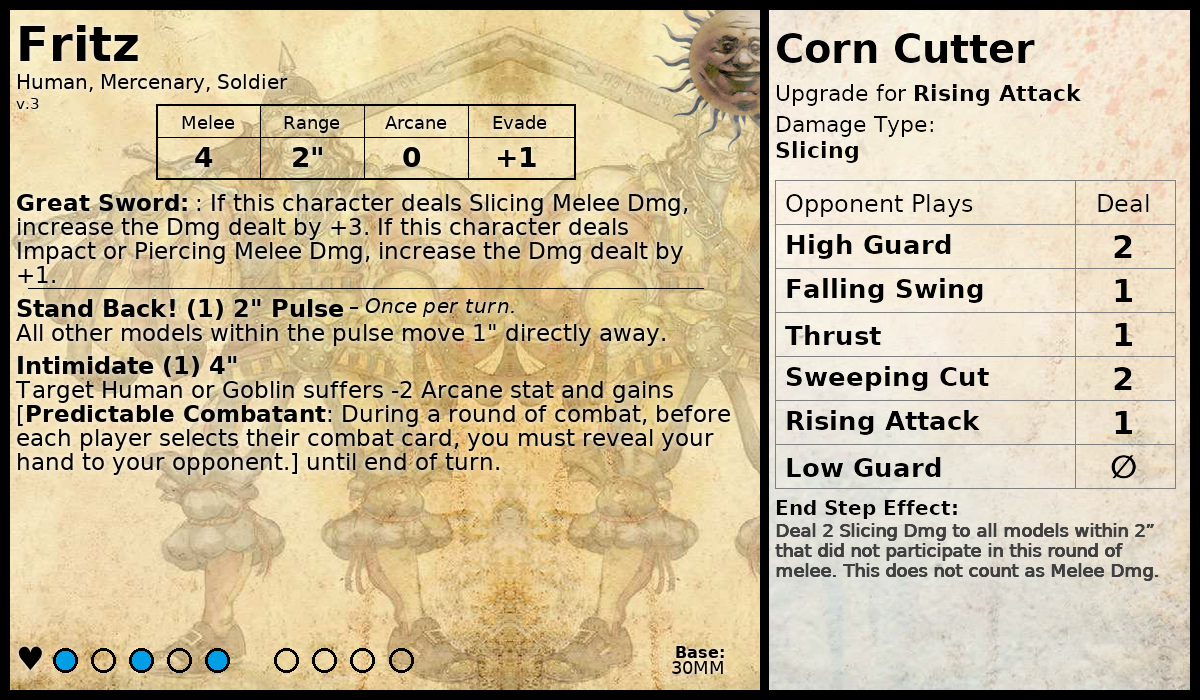 Fritz
Human, Mercenary, Soldier
v.3
Melee Range Arcane Evade
4 2" 0 +1
Great Sword: : If this character deals Slicing Melee Dmg,
increase the Dmg dealt by +3. If this character deals
Impact or Piercing Melee Dmg, increase the Dmg dealt by
+1.
Stand Back! (1) 2" Pulse – Once per turn.
All other models within the pulse move 1" directly away.
Intimidate (1) 4"
Target Human or Goblin suffers -2 Arcane stat and gains
[Predictable Combatant: During a round of combat, before
each player selects their combat card, you must reveal your
hand to your opponent.] until end of turn.
Base:
30MM
Corn Cutter
Upgrade for Rising Attack
Damage Type:
Slicing
Opponent Plays Deal
High Guard 2
Falling Swing 1
Thrust 1
Sweeping Cut 2
Rising Attack 1
Low Guard ∅
End Step Effect:
Deal 2 Slicing Dmg to all models within 2”
that did not participate in this round of
melee. This does not count as Melee Dmg.